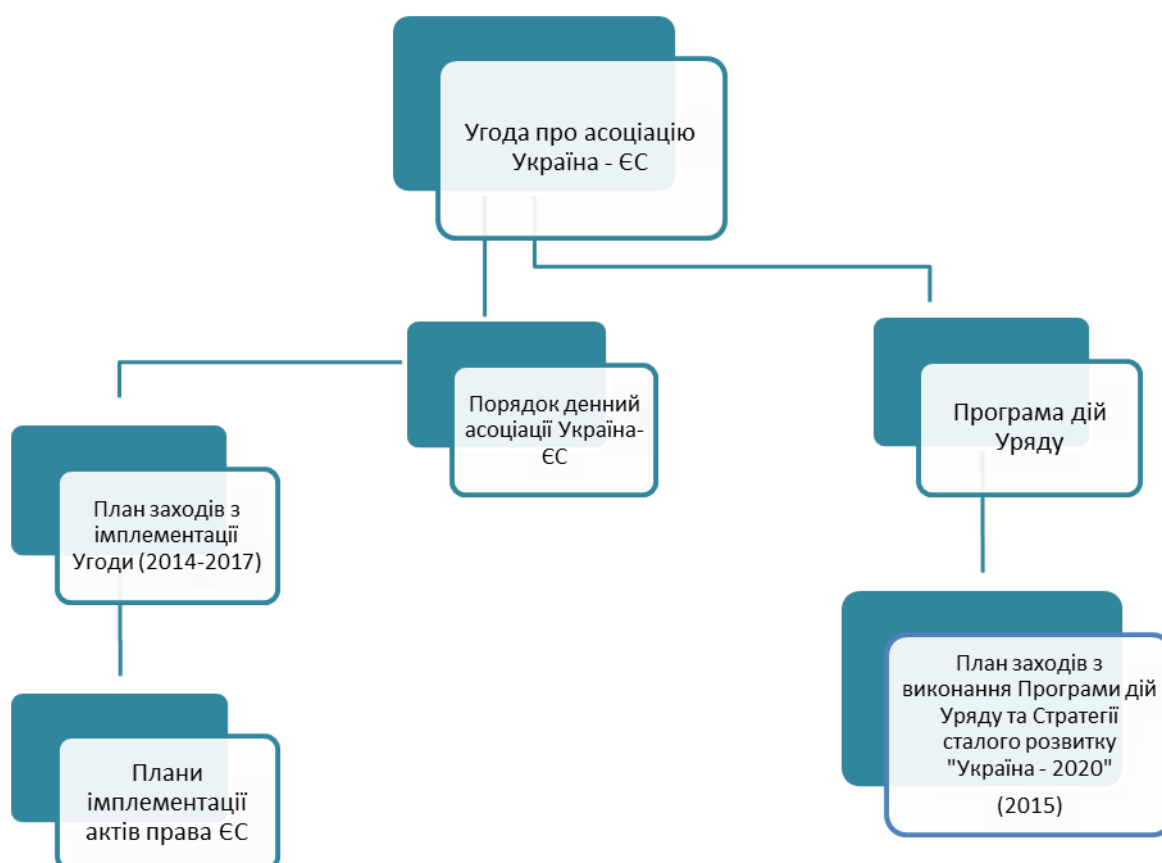 Угода про асоціацію
Україна - ЄС
Порядок денний
асоціації Україна-
ЄС
Програма дій
Уряду
План заходів з
імплементації
Угоди (2014-2017)
План заходів з
виконання Програми дій
Уряду та Стратегії
сталого розвитку
"Україна - 2020"
(2015)
Плани
імплементації
актів права ЄС